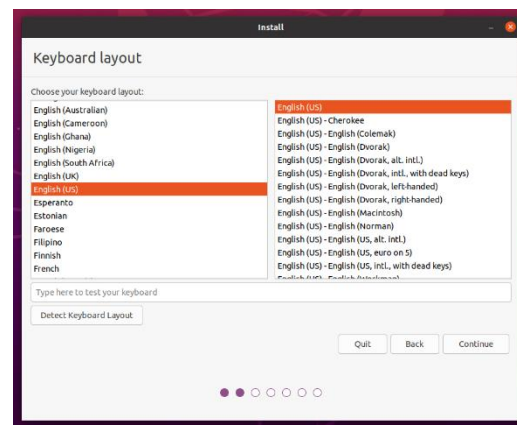 Install
Keyboard layout
Choose your keyboard layout:
English (Australian)
English (Cameroon)
English (Ghana)
English (Nigeria)
English (South Africa)
English (UK)
English (US)
Esperanto
Estonian
Faroese
Filipino
Finnish
French
English (US)
English (US) - Cherokee
English (US) - English (Colemak)
English (US) - English (Dvorak)
English (US) - English (Dvorak, alt. intl.)
English (US) - English (Dvorak, intl., with dead keys)
English (US) - English (Dvorak, left-handed)
English (US) - English (Dvorak, right-handed)
English (US) - English (Macintosh)
English (US) - English (Norman)
English (US) - English (US, alt. intl.)
English (US) - English (US, euro on 5)
English (US) - English (US, intl., with dead keys)
English (US) - English (Workman)
Type here to test your keyboard
Detect Keyboard Layout
Quit Back Continue